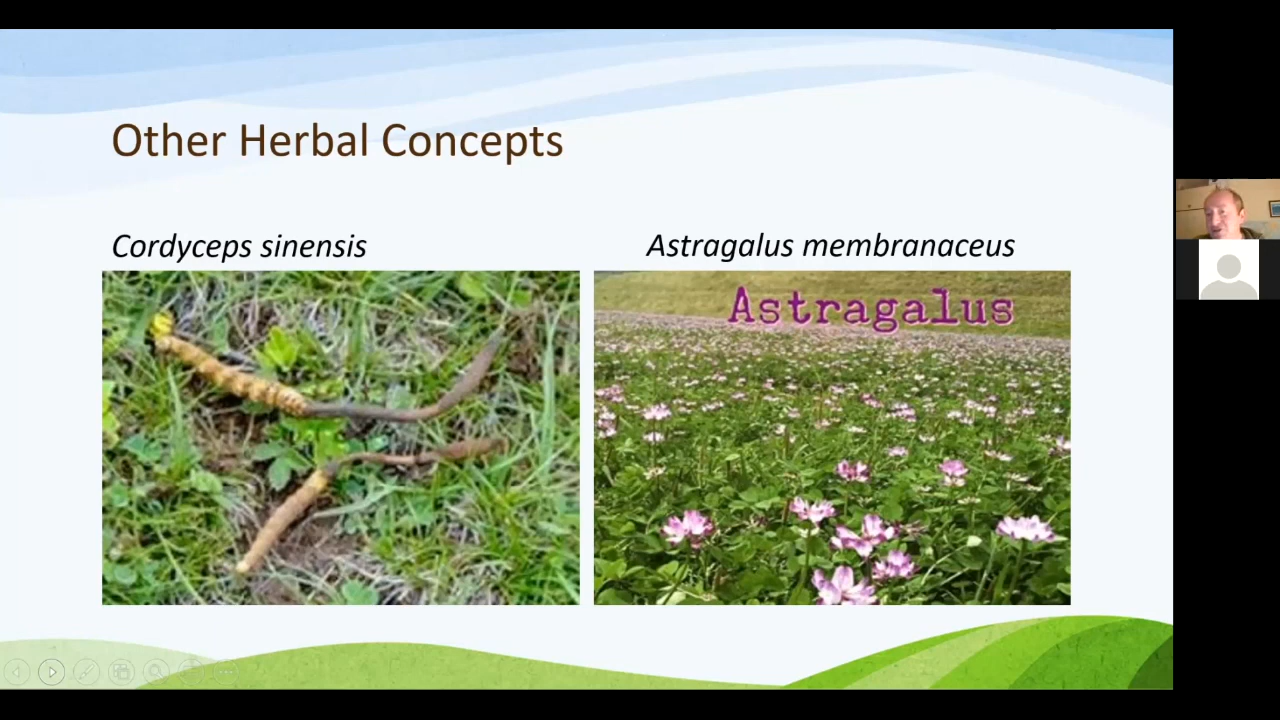 Other Herbal Concepts
Cordyceps sinensis
Astragalus membranaceus
Astragalus